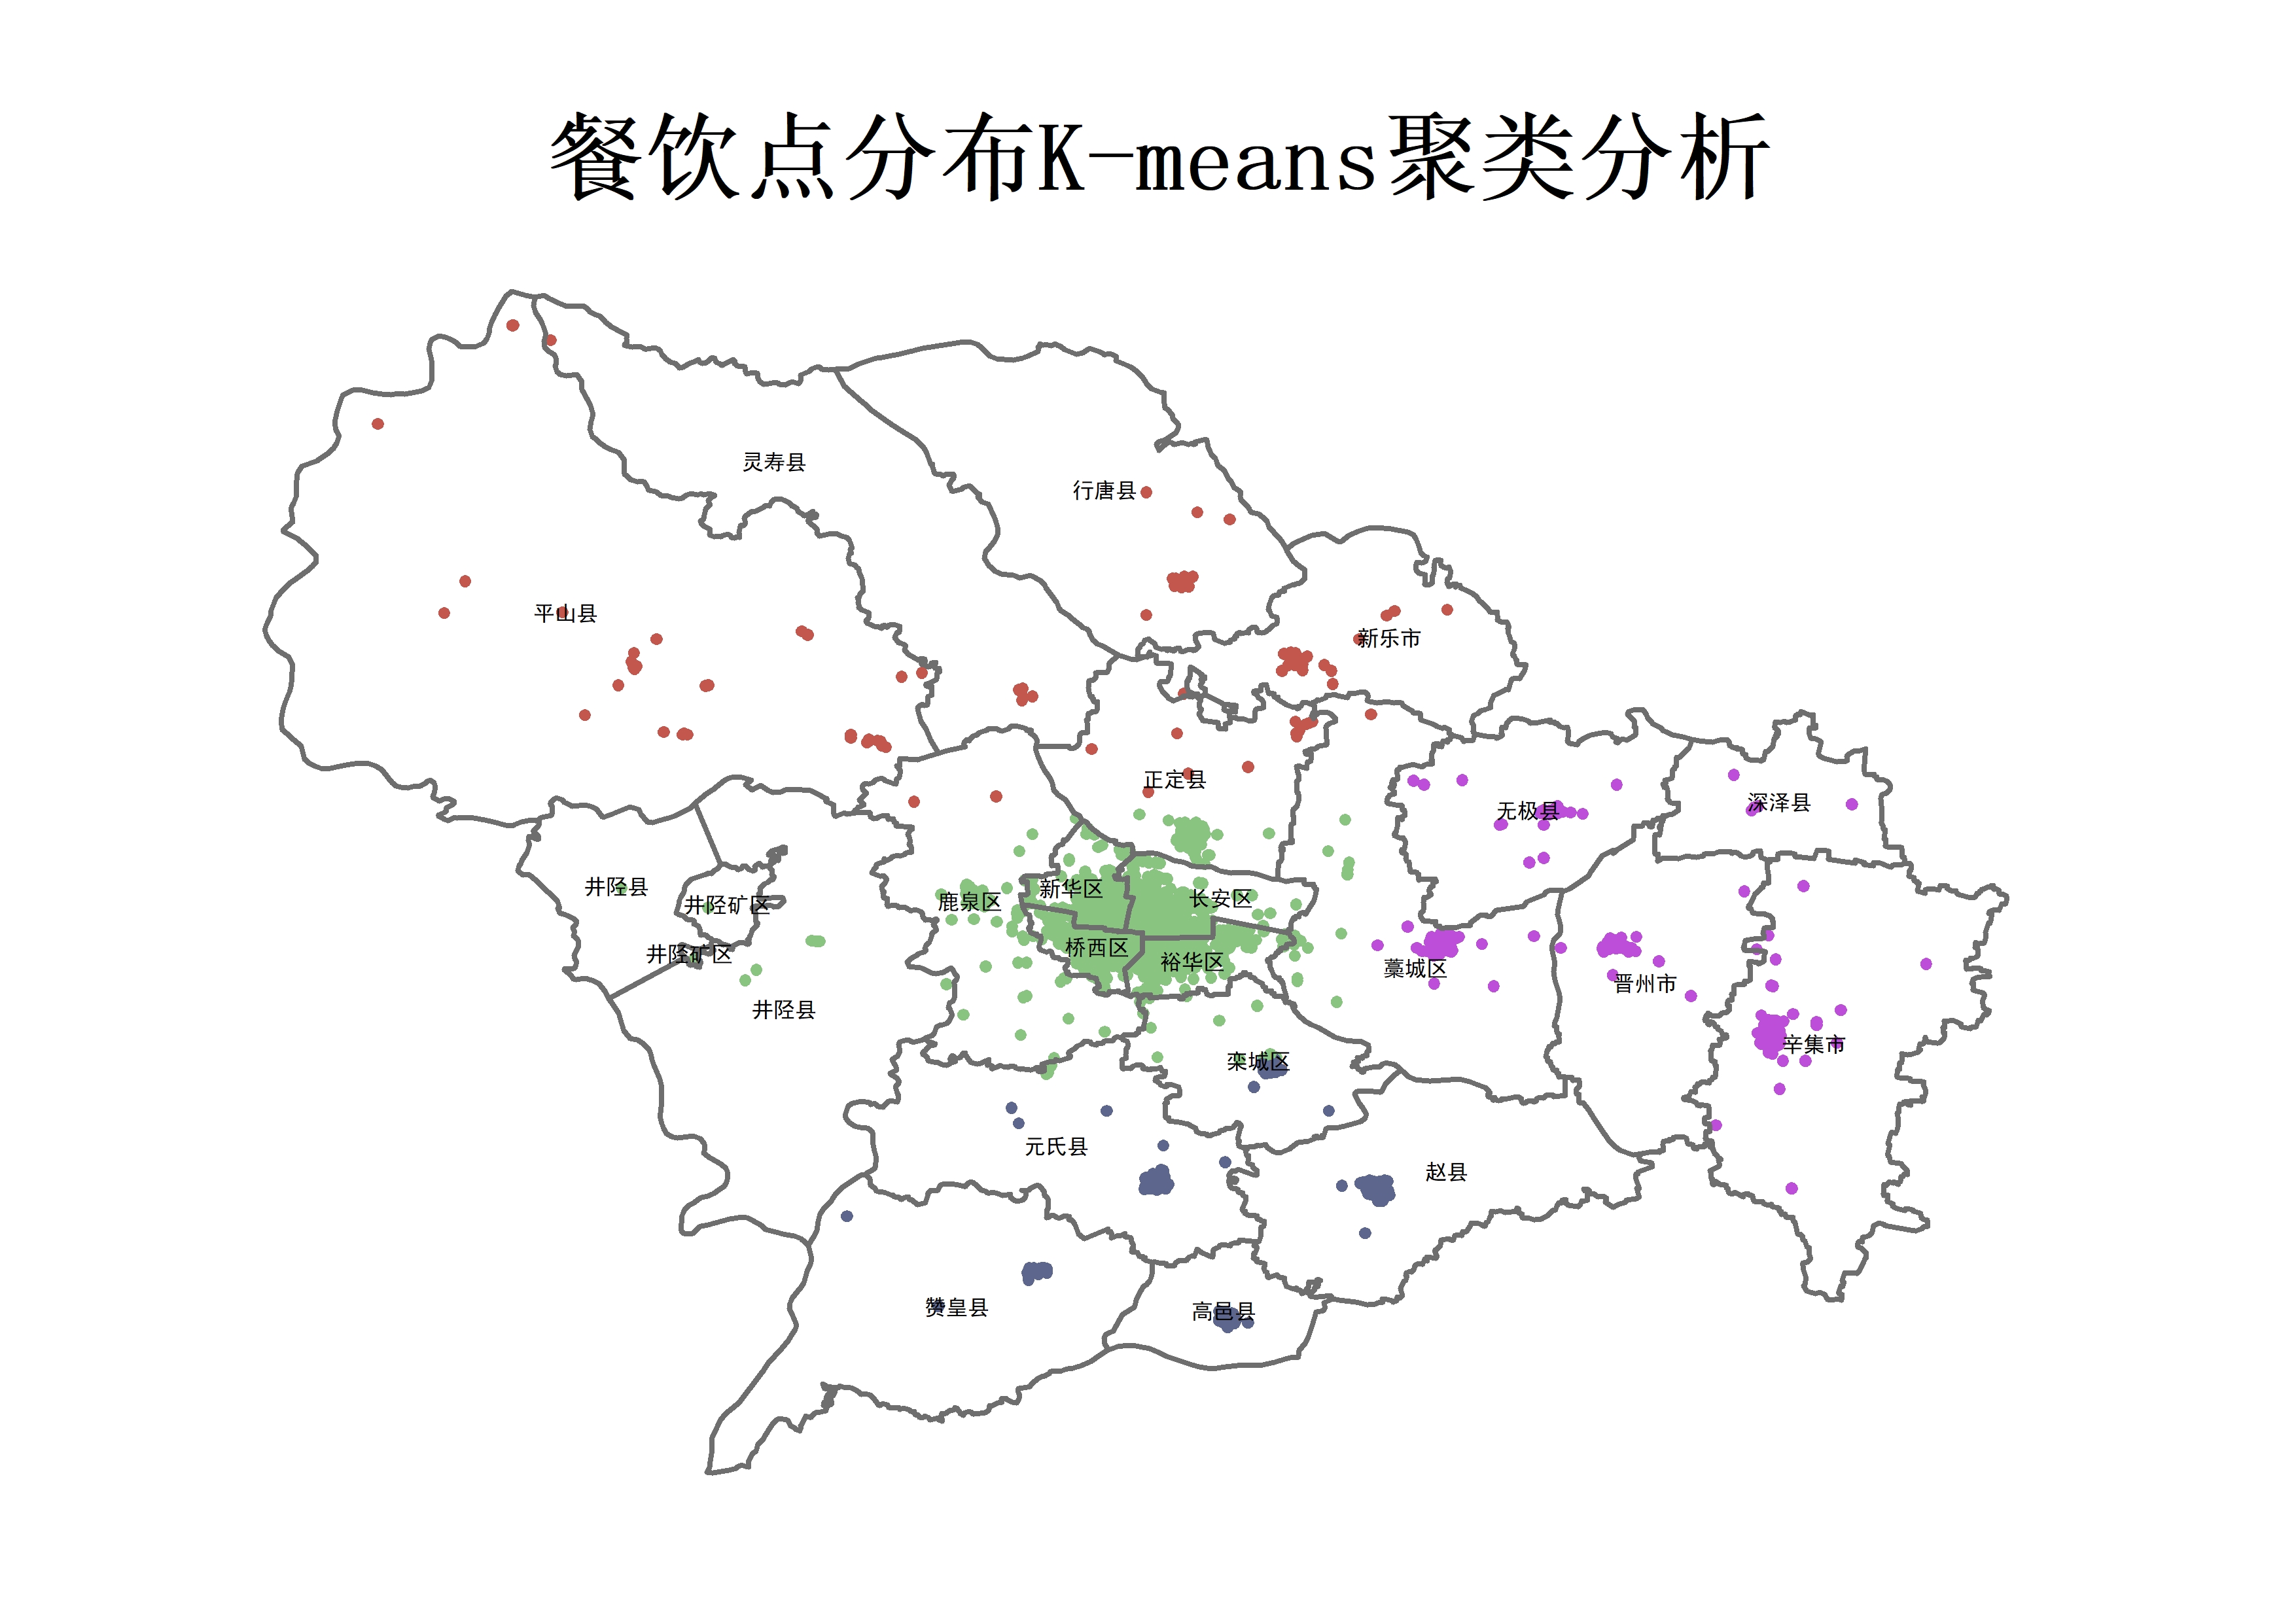 餐饮点分布K-means聚类分析
灵寿县
行唐县
平山县
新乐市
正定县
无极县
深泽县
井陉县
井陉矿区
鹿泉区
新华区
长安区
井陉矿区
桥西区
裕华区
藁城区
晋州市
井陉县
辛集市
栾城区
元氏县
赵县
赞皇县
高邑县